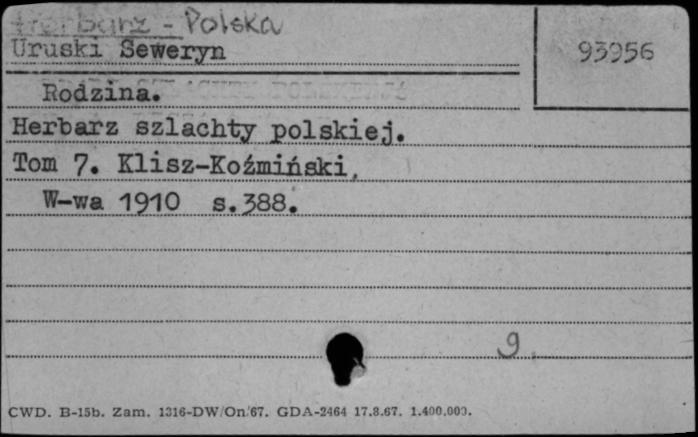 Herbarz - Polska
Uruski Seweryn
93956
Rodzina.
Herbarz szlachty polskiej.
Tom 7. Klisz-Koźmiński,
W-wa 1910 s.388.
9
CWD. B-15b. Zam. 1316-DW/On/67. GDA-2464 17.8.67. 1.400.000.